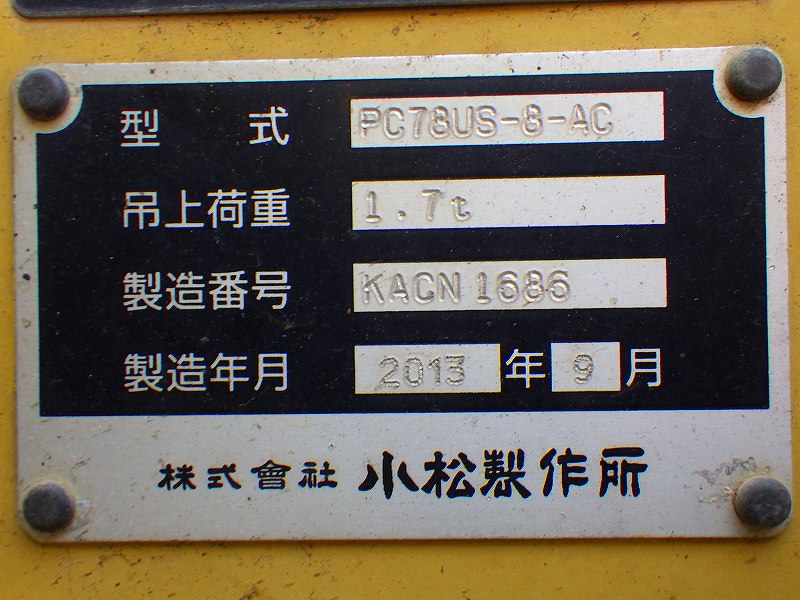 型 式 PC78US-8-AC
吊上荷重 1.7t
製造番号 KACN 1686
製造年月 2013 年 9 月
株式會社 小松製作所